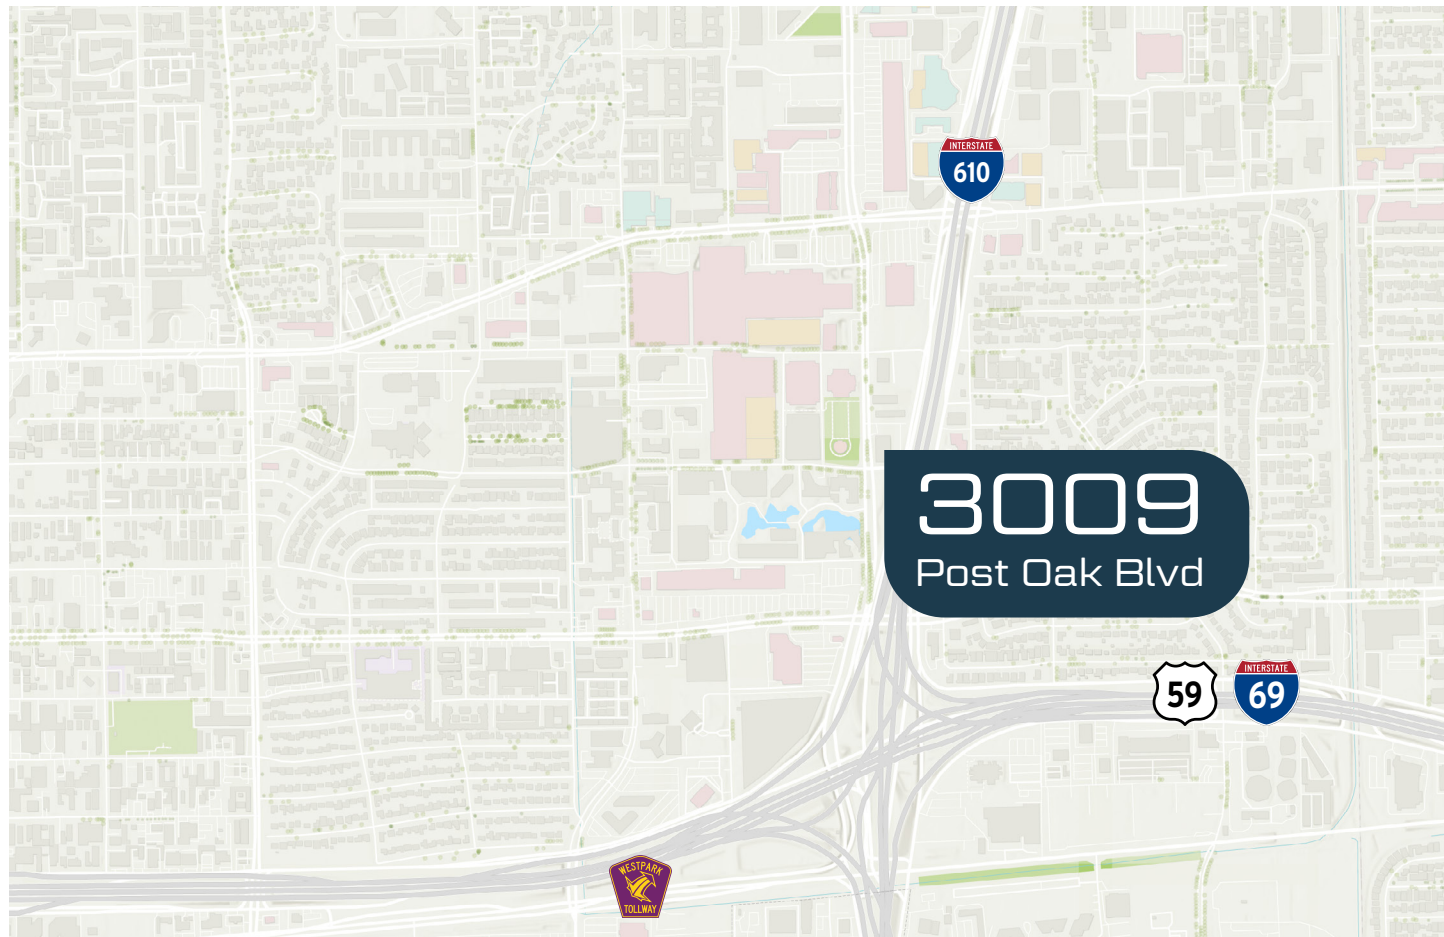 INTERSTATE
610
3009
Post Oak Blvd
59
INTERSTATE
69
WESTPARK
TOLLWAY